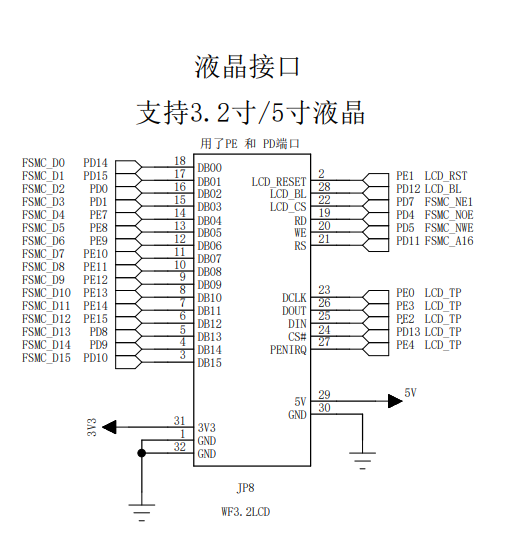 液晶接口
支持3.2寸/5寸液晶
用了PE 和 PD端口
FSMC_D0 PD14 18 DB00
FSMC_D1 PD15 17 DB01
FSMC_D2 PD0 16 DB02
FSMC_D3 PD1 15 DB03
FSMC_D4 PE7 14 DB04
FSMC_D5 PE8 13 DB05
FSMC_D6 PE9 12 DB06
FSMC_D7 PE10 11 DB07
FSMC_D8 PE11 10 DB08
FSMC_D9 PE12 9 DB09
FSMC_D10 PE13 8 DB10
FSMC_D11 PE14 7 DB11
FSMC_D12 PE15 6 DB12
FSMC_D13 PD8 5 DB13
FSMC_D14 PD9 4 DB14
FSMC_D15 PD10 3 DB15
LCD_RESET 2 PE1 LCD_RST
LCD_BL 28 PD12 LCD_BL
LCD_CS 22 PD7 FSMC_NE1
RD 19 PD4 FSMC_NOE
WE 20 PD5 FSMC_NWE
RS 21 PD11 FSMC_A16
DCLK 23 PE0 LCD_TP
DOUT 26 PE3 LCD_TP
DIN 25 PE2 LCD_TP
CS# 24 PD13 LCD_TP
PENIRQ 27 PE4 LCD_TP
5V 29 5V
GND 30
3V3 31 3V3
1 GND
32 GND
JP8
WF3.2LCD